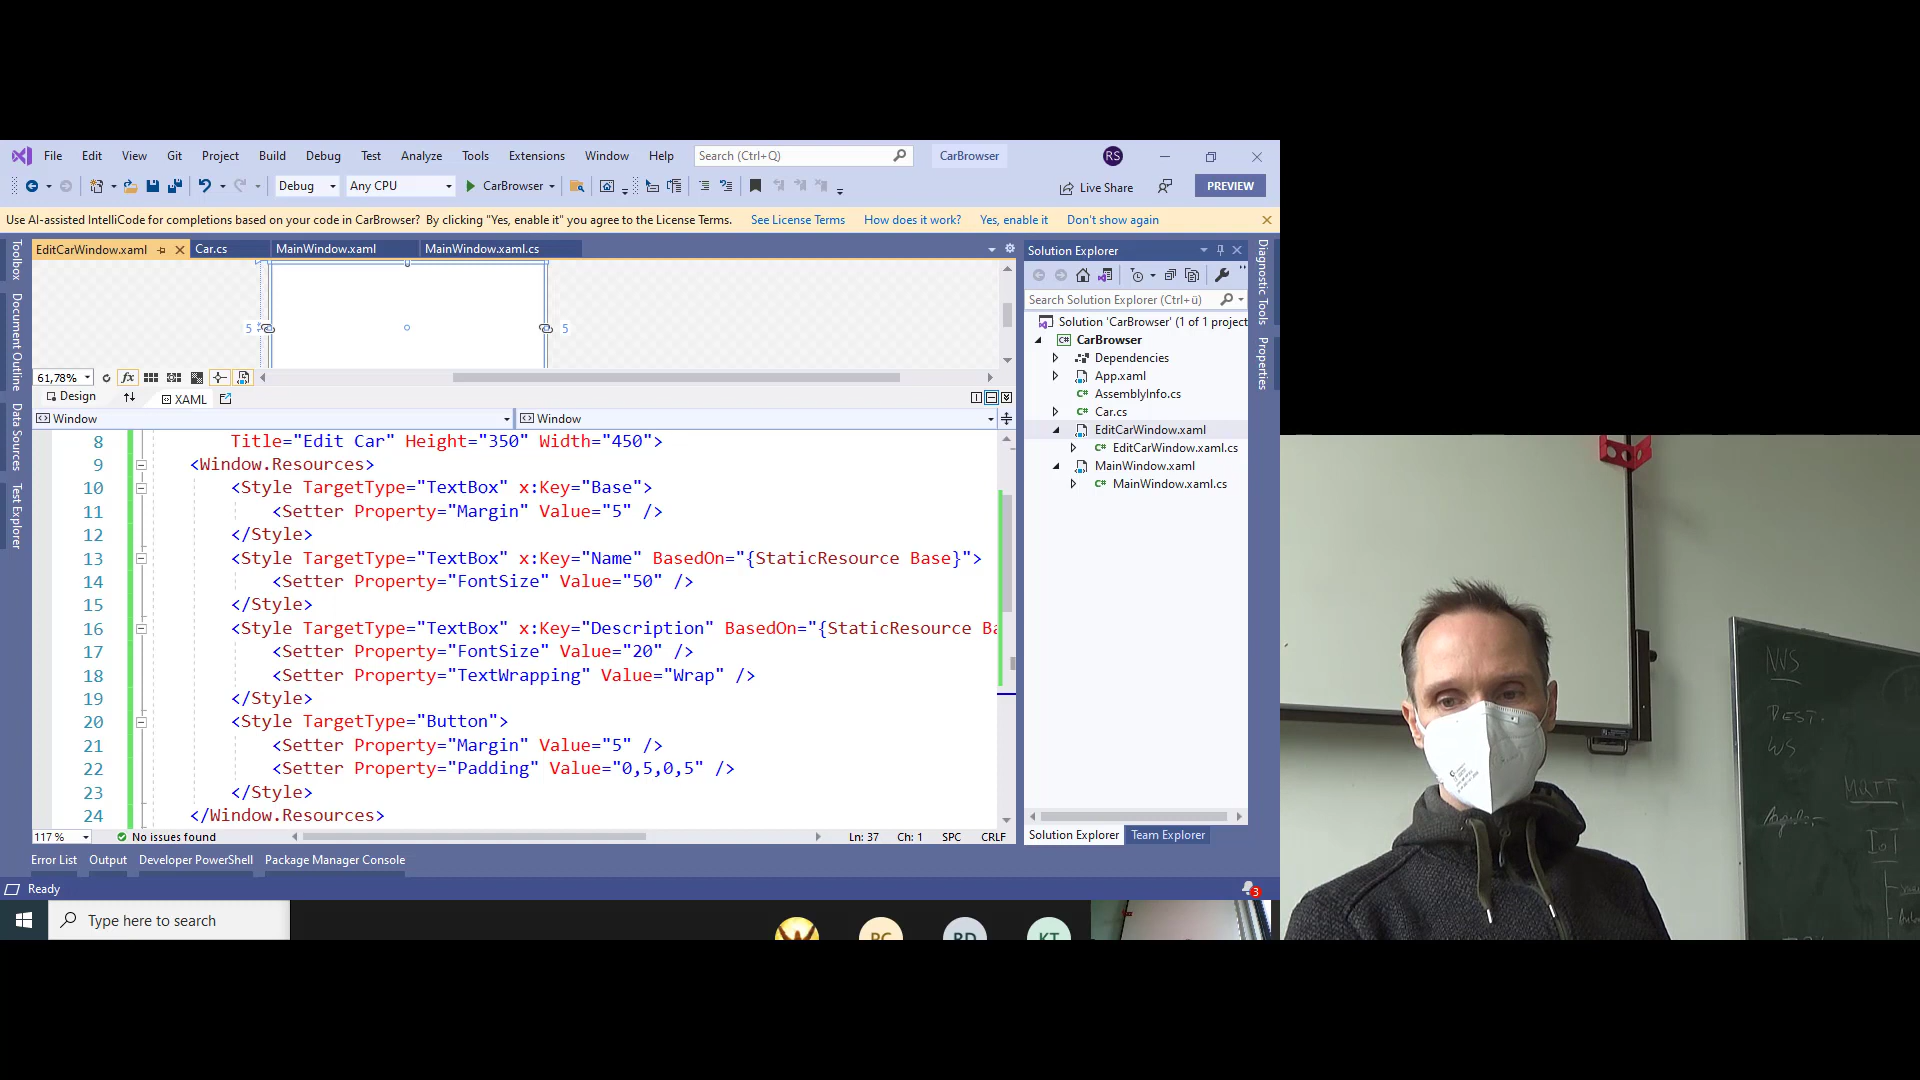 File Edit View Git Project Build Debug Test Analyze Tools Extensions Window Help Search (Ctrl+Q) CarBrowser RS
Debug Any CPU CarBrowser Live Share PREVIEW
Use AI-assisted IntelliCode for completions based on your code in CarBrowser? By clicking "Yes, enable it" you agree to the License Terms. See License Terms How does it work? Yes, enable it Don't show again
Toolbox
Document Outline
Data Sources
Test Explorer
EditCarWindow.xaml Car.cs MainWindow.xaml MainWindow.xaml.cs
5 5
61,78% fx
Design XAML
Window Window
8 Title="Edit Car" Height="350" Width="450">
9 <Window.Resources>
10 <Style TargetType="TextBox" x:Key="Base">
11 <Setter Property="Margin" Value="5" />
12 </Style>
13 <Style TargetType="TextBox" x:Key="Name" BasedOn="{StaticResource Base}">
14 <Setter Property="FontSize" Value="50" />
15 </Style>
16 <Style TargetType="TextBox" x:Key="Description" BasedOn="{StaticResource Ba
17 <Setter Property="FontSize" Value="20" />
18 <Setter Property="TextWrapping" Value="Wrap" />
19 </Style>
20 <Style TargetType="Button">
21 <Setter Property="Margin" Value="5" />
22 <Setter Property="Padding" Value="0,5,0,5" />
23 </Style>
24 </Window.Resources>
117 % No issues found Ln: 37 Ch: 1 SPC CRLF
Solution Explorer
Search Solution Explorer (Ctrl+ü)
Solution 'CarBrowser' (1 of 1 project
CarBrowser
Dependencies
App.xaml
AssemblyInfo.cs
Car.cs
EditCarWindow.xaml
EditCarWindow.xaml.cs
MainWindow.xaml
MainWindow.xaml.cs
Solution Explorer Team Explorer
Diagnostic Tools
Properties
Error List Output Developer PowerShell Package Manager Console
Ready 3
Type here to search
KT
NVS
DEST.
WS
IoT